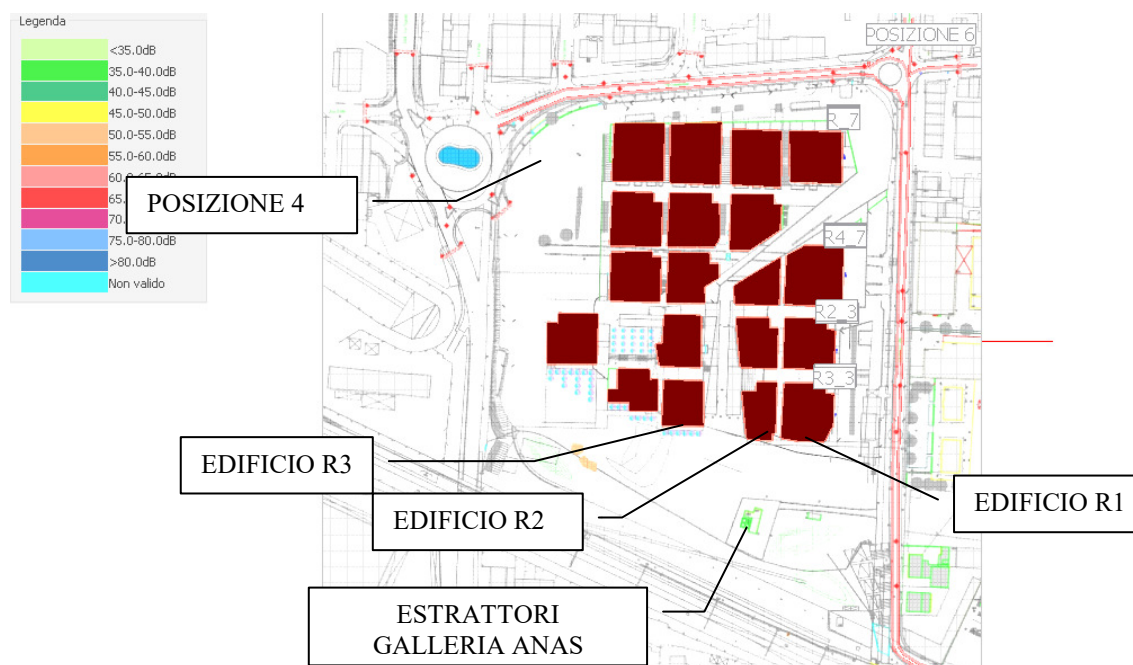 Legenda
<35.0dB
35.0-40.0dB
40.0-45.0dB
45.0-50.0dB
50.0-55.0dB
55.0-60.0dB
65.
70.
75.0-80.0dB
>80.0dB
Non valido
POSIZIONE 6
R_7
POSIZIONE 4
R4_7
R2_3
R3_3
EDIFICIO R3
EDIFICIO R2
EDIFICIO R1
ESTRATTORI
GALLERIA ANAS